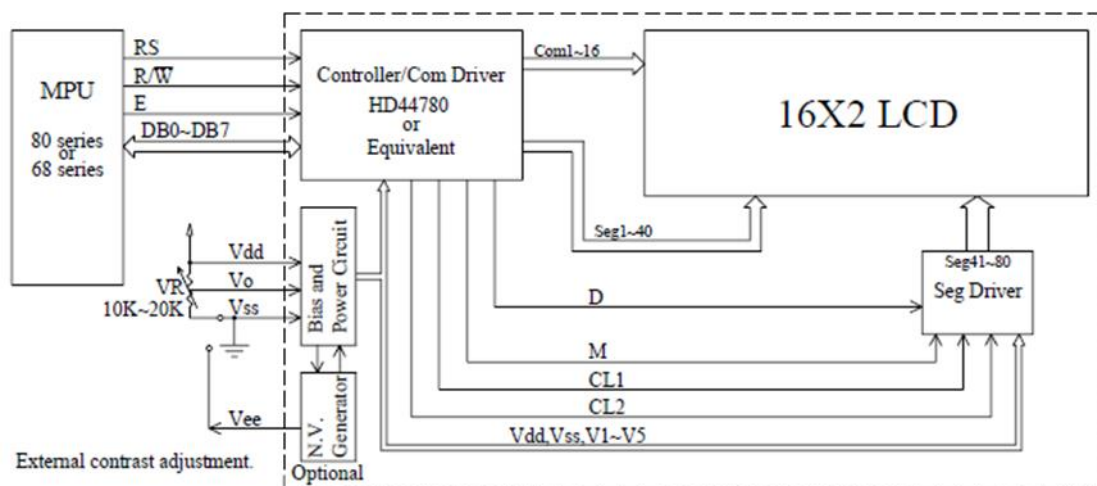 MPU
80 series
or
68 series
RS
R/W
E
DB0~DB7
Controller/Com Driver
HD44780
or
Equivalent
Com1~16
16X2 LCD
Seg1~40
Seg41~80
Seg Driver
D
M
CL1
CL2
Vdd,Vss,V1~V5
Vdd
Vo
Vss
VR
10K~20K
Bias and
Power Circuit
N.V.
Generator
Optional
Vee
External contrast adjustment.